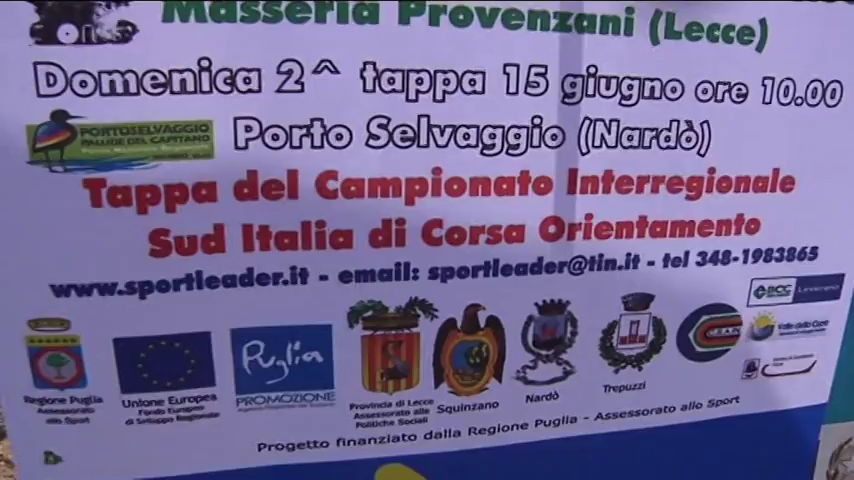 Masseria Provenzani (Lecce)
Domenica 2^ tappa 15 giugno ore 10.00
Porto Selvaggio (Nardò)
PORTOSELVAGGIO
PALUDE DEL CAPITANO
Tappa del Campionato Interregionale
Sud Italia di Corsa Orientamento
www.sportleader.it - email: sportleader@tin.it - tel 348-1983865
BCC
Regione Puglia
Assessorato
allo Sport
Unione Europea
Fondo Europeo
di Sviluppo Regionale
Puglia
PROMOZIONE
Provincia di Lecce
Assessorato alle
Politiche Sociali
Squinzano
Nardò
Trepuzzi
Progetto finanziato dalla Regione Puglia - Assessorato allo Sport